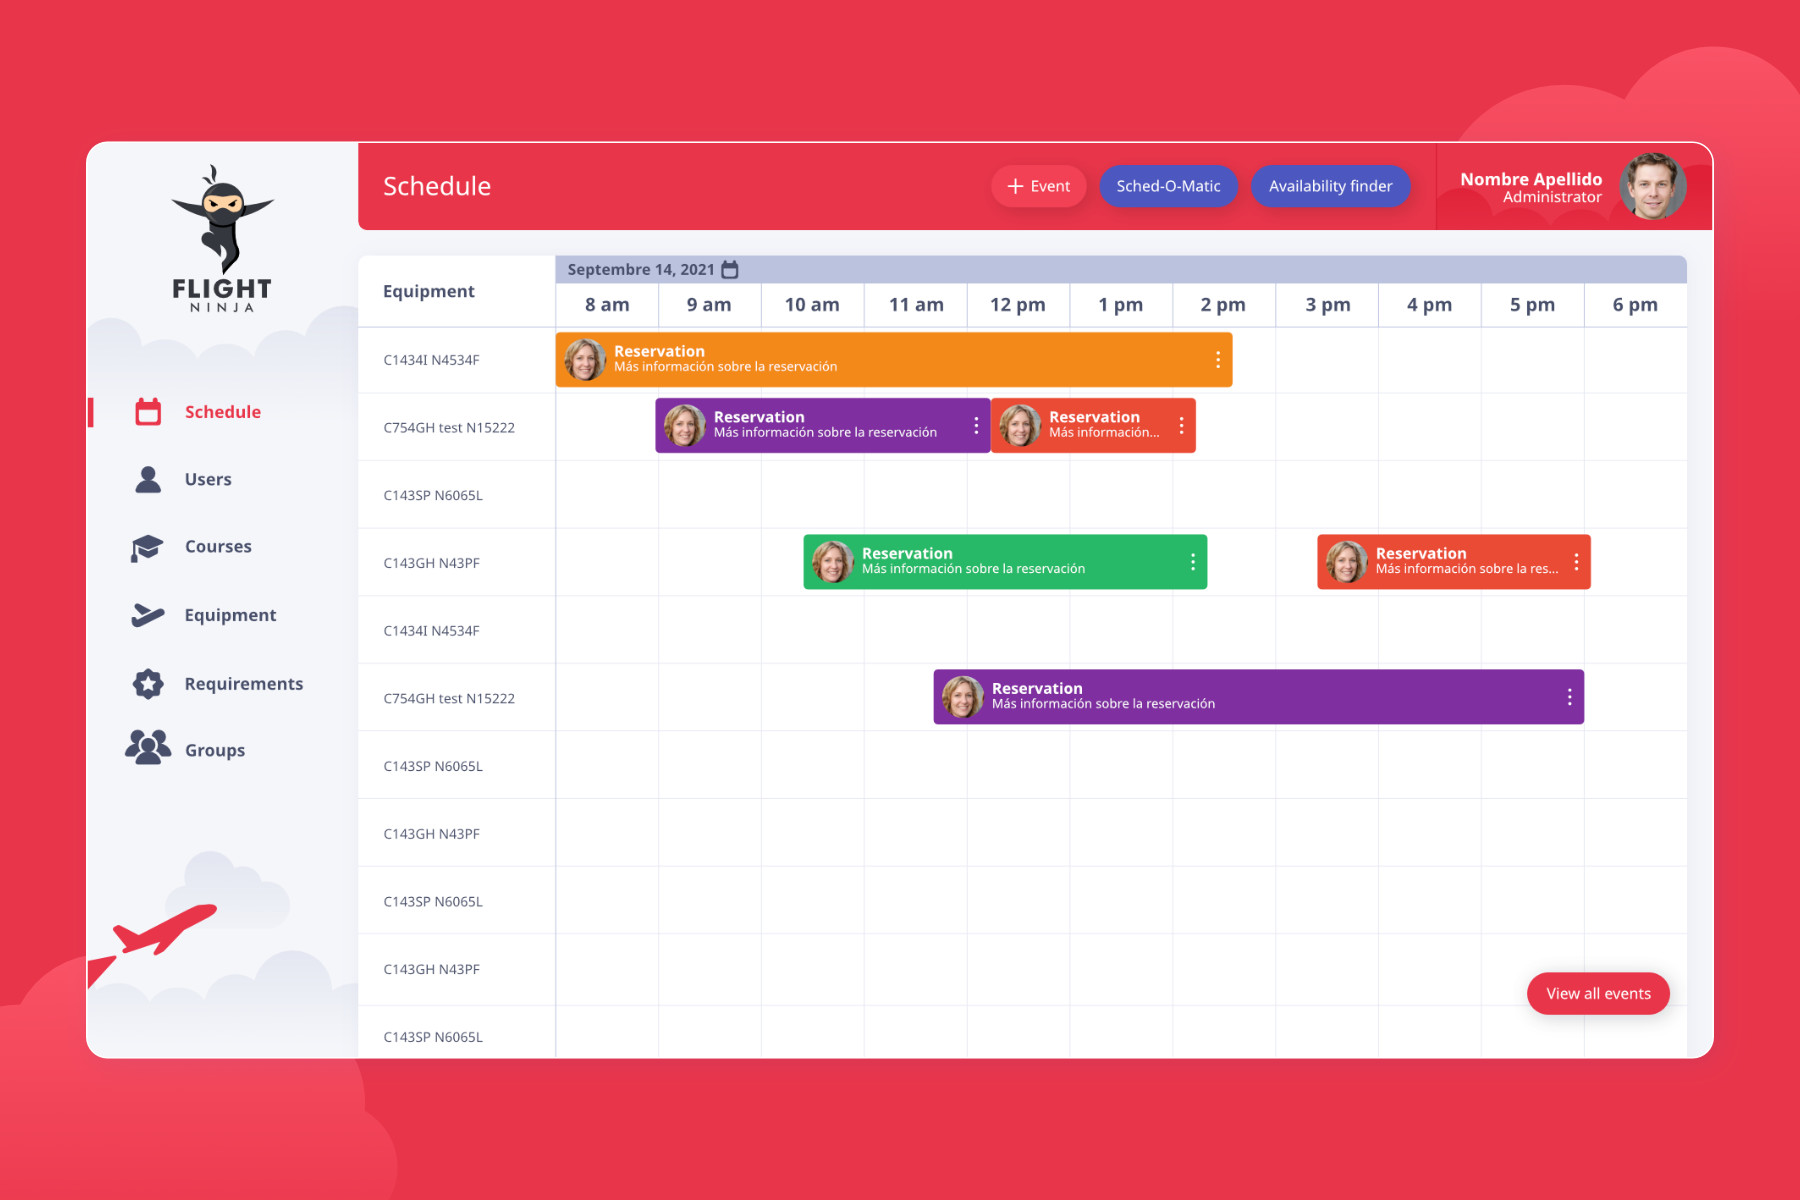 FLIGHT
NINJA
Schedule
Users
Courses
Equipment
Requirements
Groups
Schedule
+ Event
Sched-O-Matic
Availability finder
Nombre Apellido
Administrator
Equipment
Septembre 14, 2021
8 am 9 am 10 am 11 am 12 pm 1 pm 2 pm 3 pm 4 pm 5 pm 6 pm
C1434I N4534F
Reservation
Más información sobre la reservación
C754GH test N15222
Reservation
Más información sobre la reservación
Reservation
Más información...
C143SP N6065L
C143GH N43PF
Reservation
Más información sobre la reservación
Reservation
Más información sobre la res...
C1434I N4534F
C754GH test N15222
Reservation
Más información sobre la reservación
C143SP N6065L
C143GH N43PF
C143SP N6065L
C143GH N43PF
View all events
C143SP N6065L